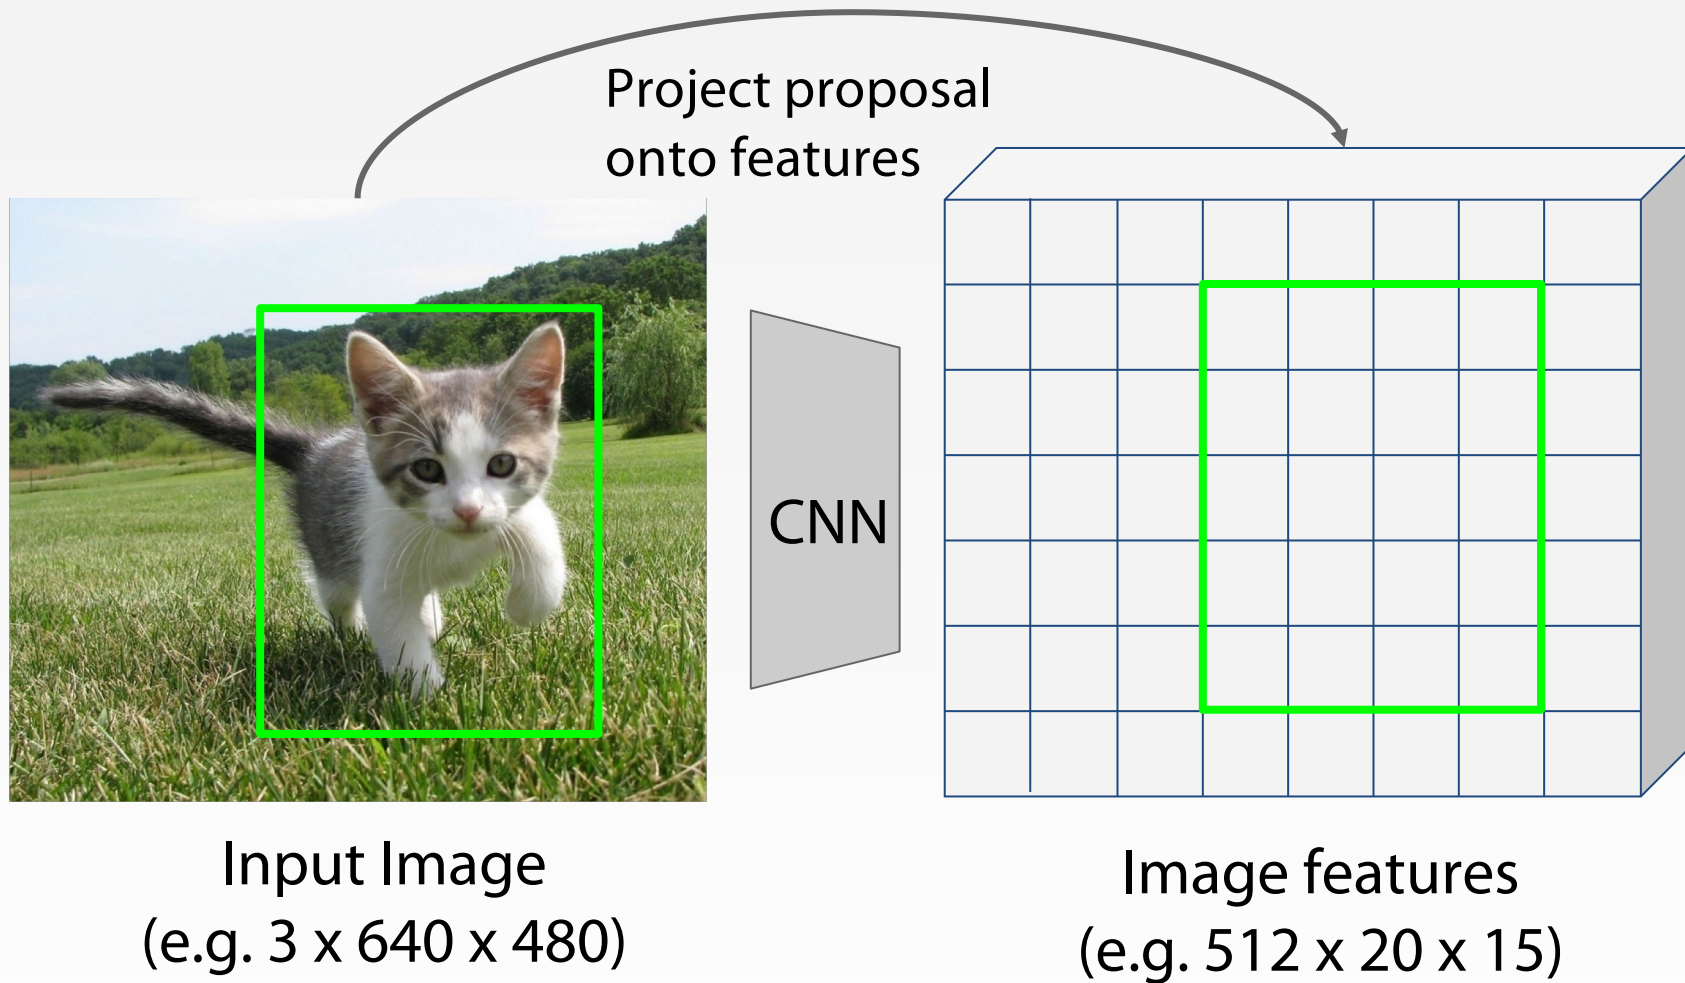 Project proposal
onto features
CNN
Input Image
(e.g. 3 x 640 x 480)
Image features
(e.g. 512 x 20 x 15)